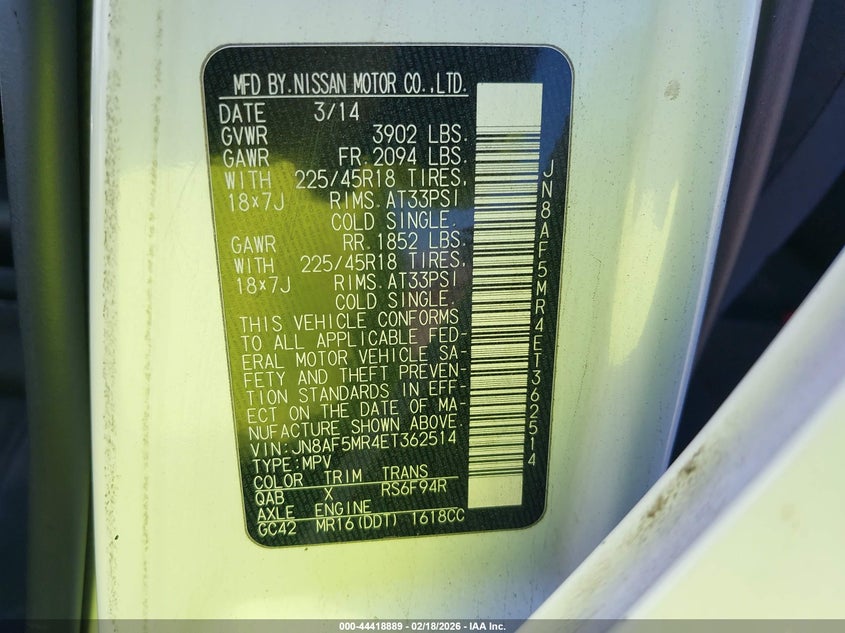 MFD BY.NISSAN MOTOR CO.,LTD.
DATE 3/14
GVWR 3902 LBS.
GAWR FR.2094 LBS.
WITH 225/45R18 TIRES,
18×7J RIMS.AT33PSI
COLD SINGLE.
GAWR RR.1852 LBS.
WITH 225/45R18 TIRES,
18×7J RIMS.AT33PSI
COLD SINGLE.
THIS VEHICLE CONFORMS
TO ALL APPLICABLE FED-
ERAL MOTOR VEHICLE SA-
FETY AND THEFT PREVEN-
TION STANDARDS IN EFF-
ECT ON THE DATE OF MA-
NUFACTURE SHOWN ABOVE.
VIN:JN8AF5MR4ET362514
TYPE:MPV
COLOR TRIM TRANS
QAB X RS6F94R
AXLE ENGINE
GC42 MR16(DDT) 1618CC
JN8AF5MR4ET362514
000-44418889 - 02/18/2026 - IAA Inc.